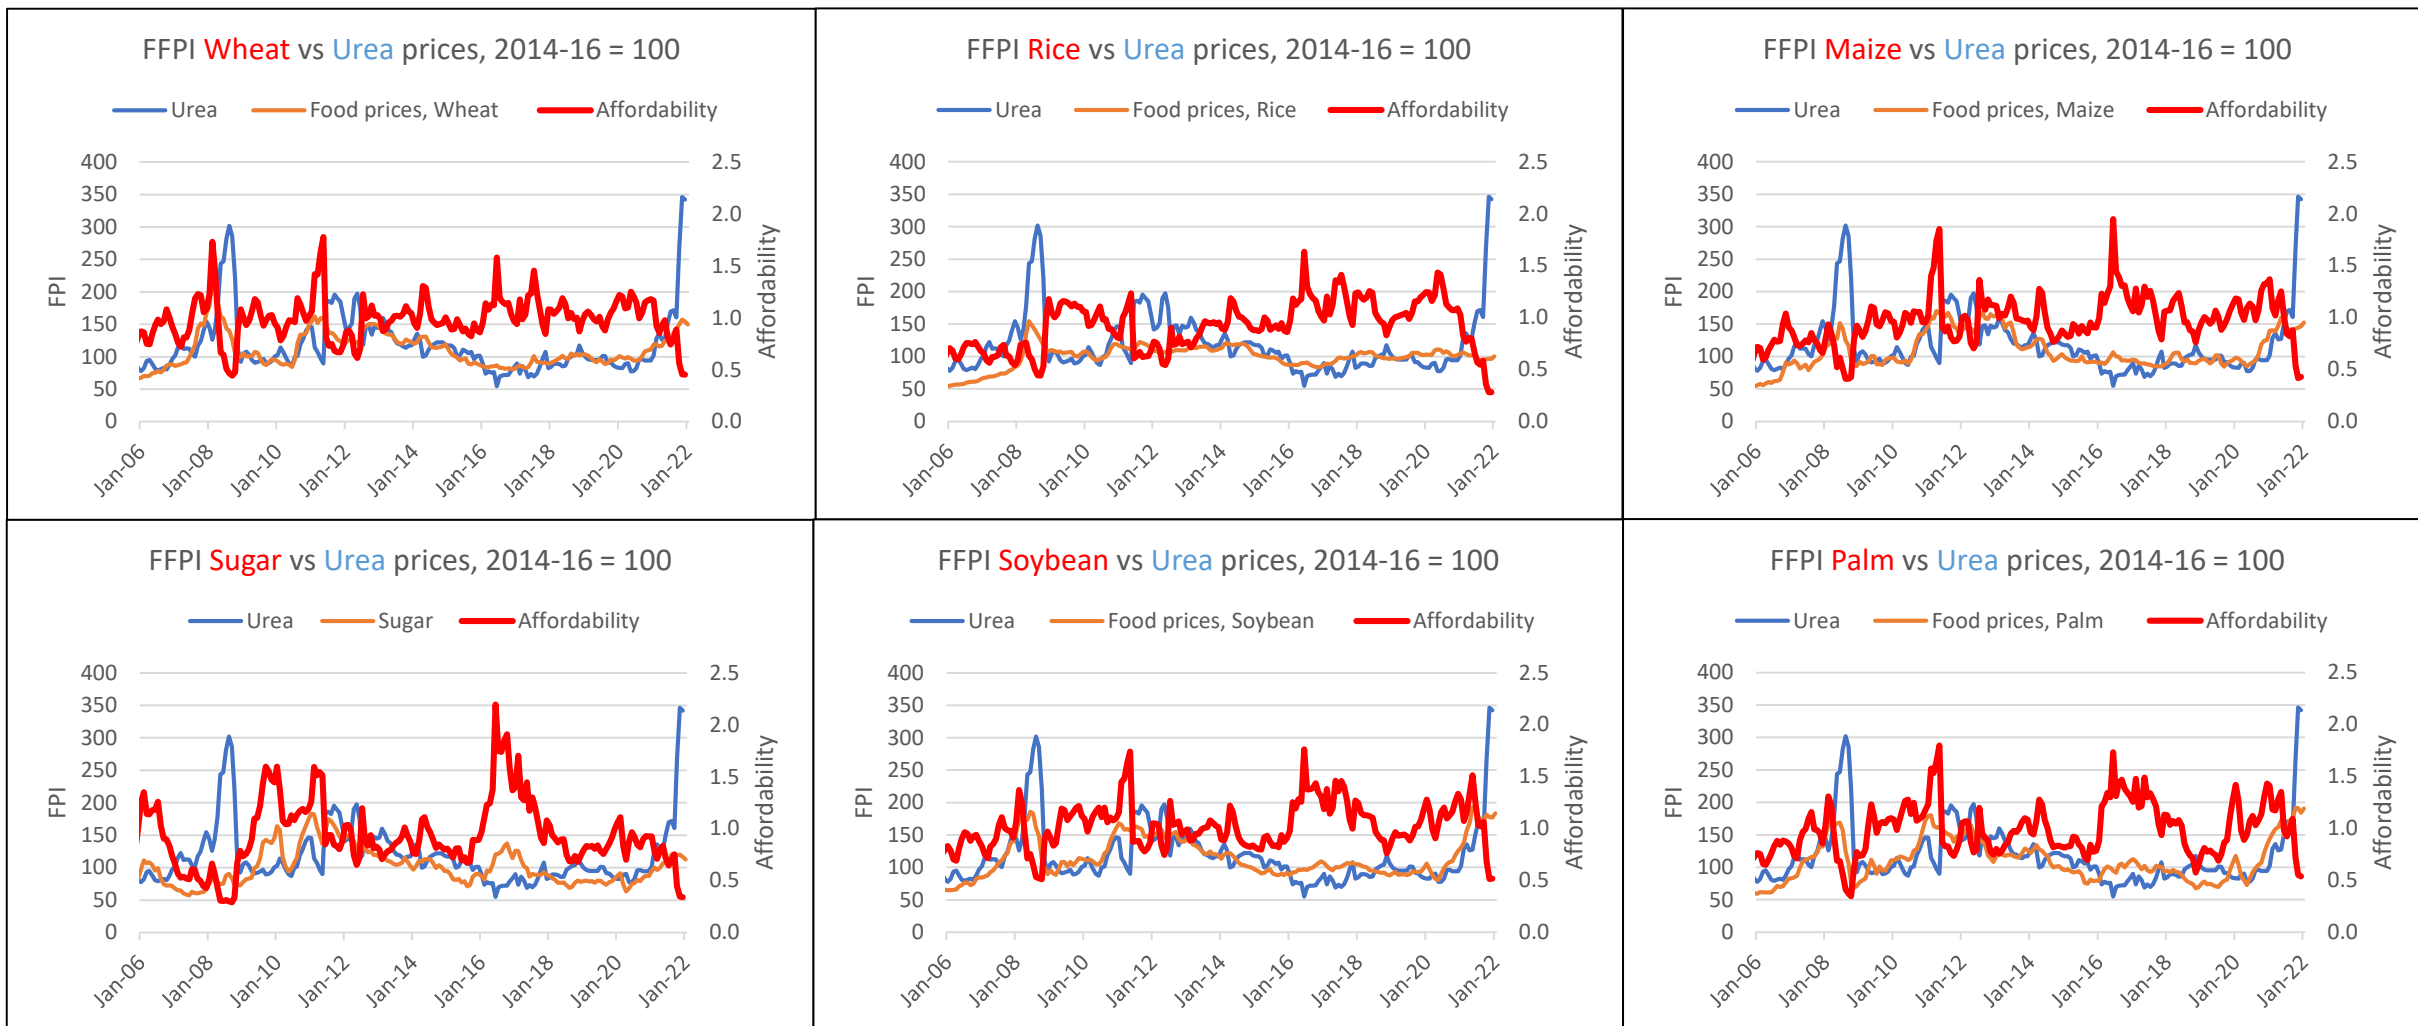 FFPI Wheat vs Urea prices, 2014-16 = 100
Urea Food prices, Wheat Affordability
400
350
300
250
200
150
100
50
0
FPI
2.5
2.0
1.5
1.0
0.5
0.0
Affordability
Jan-06
Jan-08
Jan-10
Jan-12
Jan-14
Jan-16
Jan-18
Jan-20
Jan-22
FFPI Rice vs Urea prices, 2014-16 = 100
Urea Food prices, Rice Affordability
400
350
300
250
200
150
100
50
0
FPI
2.5
2.0
1.5
1.0
0.5
0.0
Affordability
Jan-06
Jan-08
Jan-10
Jan-12
Jan-14
Jan-16
Jan-18
Jan-20
Jan-22
FFPI Maize vs Urea prices, 2014-16 = 100
Urea Food prices, Maize Affordability
400
350
300
250
200
150
100
50
0
FPI
2.5
2.0
1.5
1.0
0.5
0.0
Affordability
Jan-06
Jan-08
Jan-10
Jan-12
Jan-14
Jan-16
Jan-18
Jan-20
Jan-22
FFPI Sugar vs Urea prices, 2014-16 = 100
Urea Sugar Affordability
400
350
300
250
200
150
100
50
0
FPI
2.5
2.0
1.5
1.0
0.5
0.0
Affordability
Jan-06
Jan-08
Jan-10
Jan-12
Jan-14
Jan-16
Jan-18
Jan-20
Jan-22
FFPI Soybean vs Urea prices, 2014-16 = 100
Urea Food prices, Soybean Affordability
400
350
300
250
200
150
100
50
0
FPI
2.5
2.0
1.5
1.0
0.5
0.0
Affordability
Jan-06
Jan-08
Jan-10
Jan-12
Jan-14
Jan-16
Jan-18
Jan-20
Jan-22
FFPI Palm vs Urea prices, 2014-16 = 100
Urea Food prices, Palm Affordability
400
350
300
250
200
150
100
50
0
FPI
2.5
2.0
1.5
1.0
0.5
0.0
Affordability
Jan-06
Jan-08
Jan-10
Jan-12
Jan-14
Jan-16
Jan-18
Jan-20
Jan-22